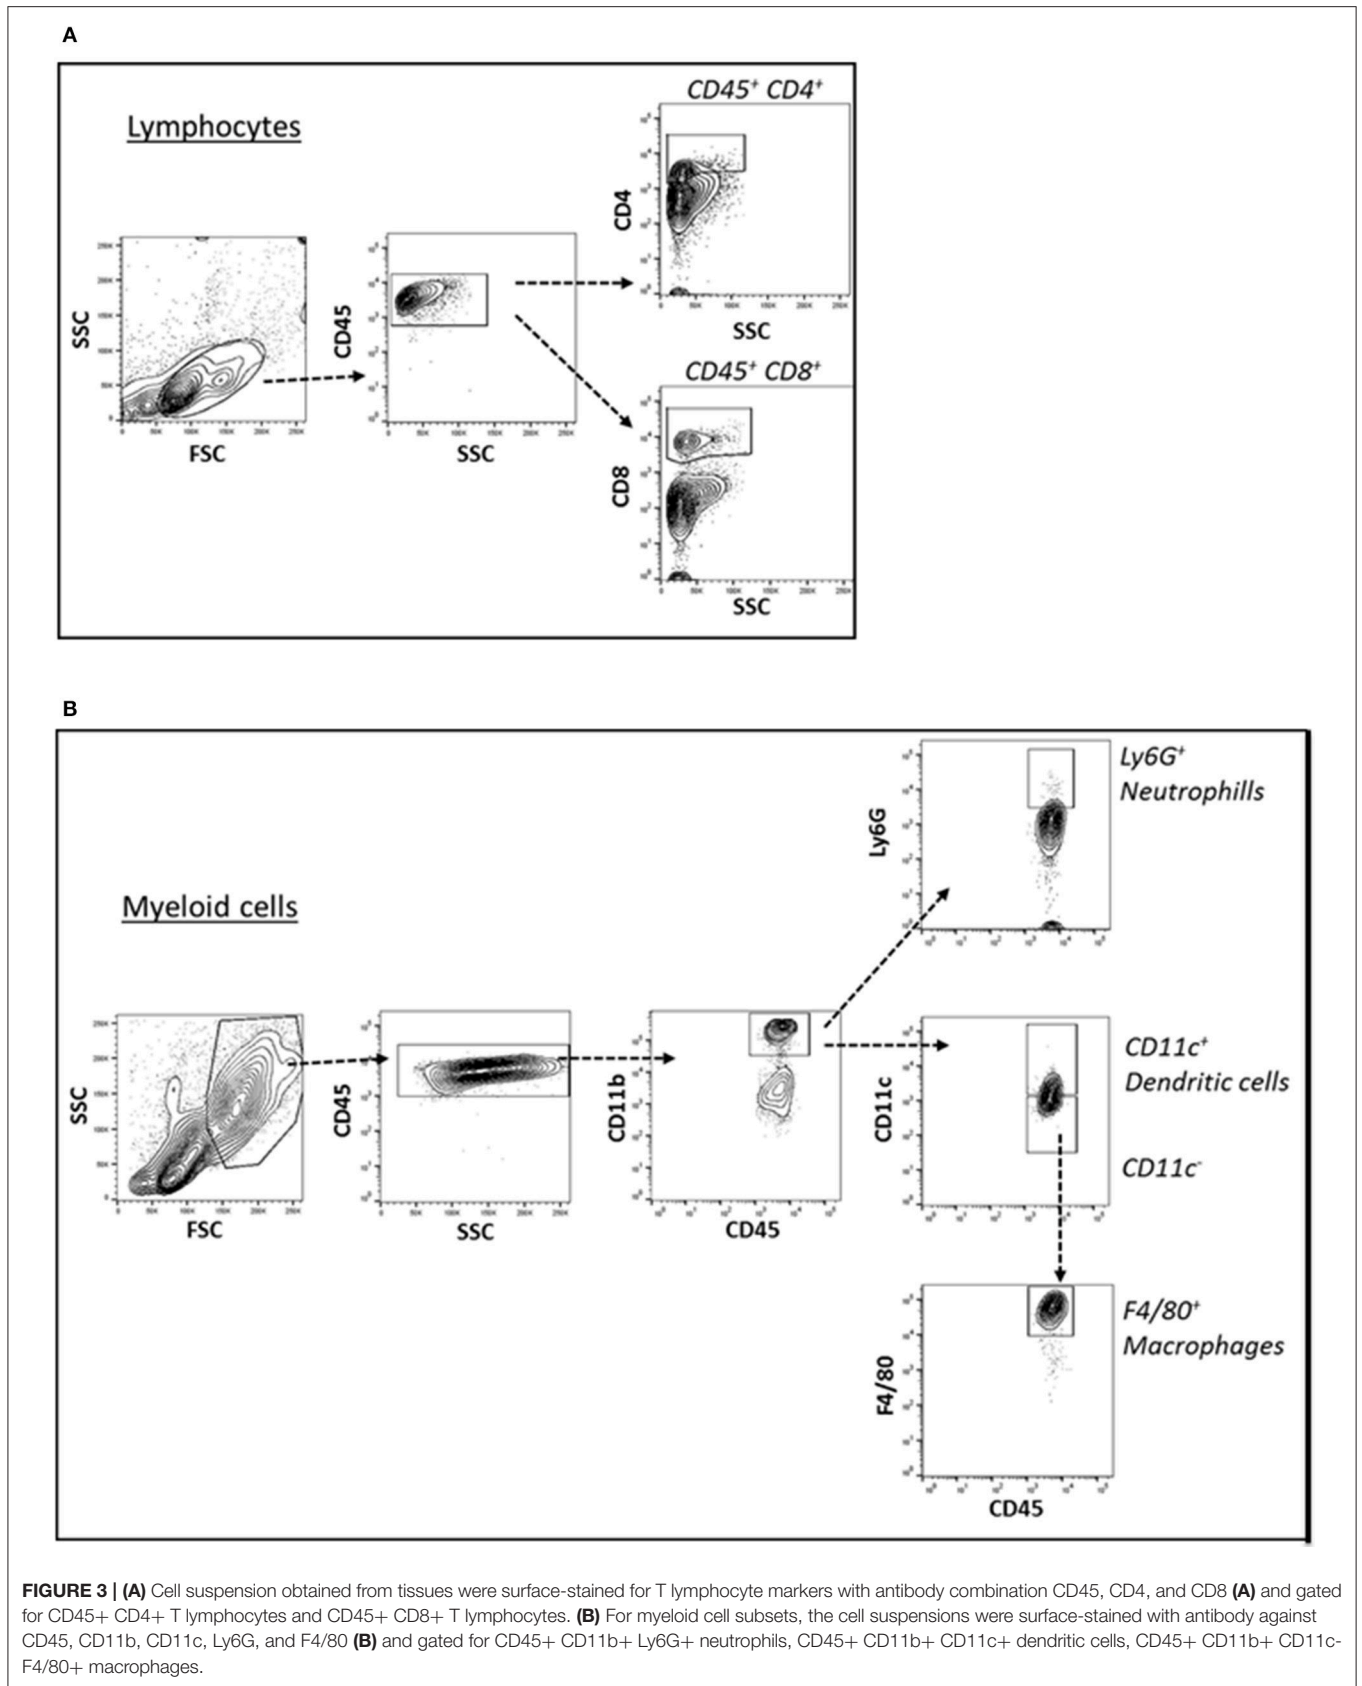 A
Lymphocytes
CD45+ CD4+
CD4
SSC
SSC
FSC
CD45
SSC
CD45+ CD8+
CD8
SSC
B
Myeloid cells
Ly6G+
Neutrophills
Ly6G
SSC
FSC
CD45
SSC
CD11b
CD45
CD11c
CD11c+
Dendritic cells
CD11c-
F4/80
F4/80+
Macrophages
CD45
FIGURE 3 | (A) Cell suspension obtained from tissues were surface-stained for T lymphocyte markers with antibody combination CD45, CD4, and CD8 (A) and gated
for CD45+ CD4+ T lymphocytes and CD45+ CD8+ T lymphocytes. (B) For myeloid cell subsets, the cell suspensions were surface-stained with antibody against
CD45, CD11b, CD11c, Ly6G, and F4/80 (B) and gated for CD45+ CD11b+ Ly6G+ neutrophils, CD45+ CD11b+ CD11c+ dendritic cells, CD45+ CD11b+ CD11c-
F4/80+ macrophages.